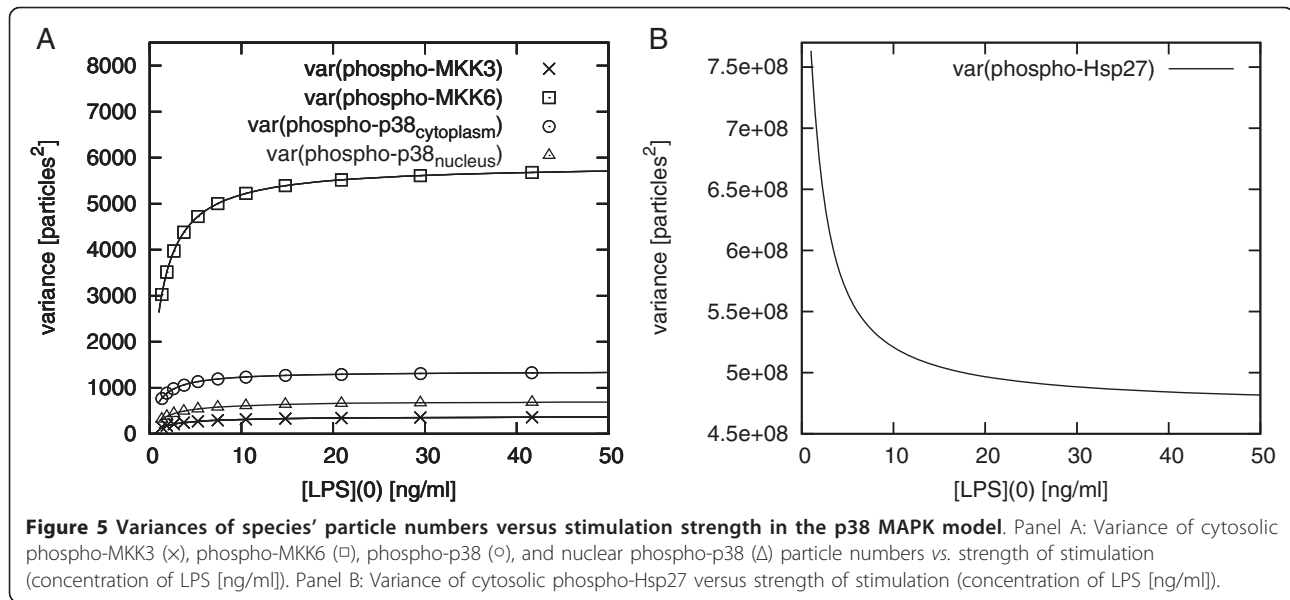 A
8000
7000
6000
5000
4000
3000
2000
1000
0
variance [particles²]
var(phospho-MKK3)
var(phospho-MKK6)
var(phospho-p38cytoplasm)
var(phospho-p38nucleus)
0 10 20 30 40 50
[LPS](0) [ng/ml]
B
7.5e+08
7e+08
6.5e+08
6e+08
5.5e+08
5e+08
4.5e+08
variance [particles²]
var(phospho-Hsp27)
0 10 20 30 40 50
[LPS](0) [ng/ml]
Figure 5 Variances of species' particle numbers versus stimulation strength in the p38 MAPK model. Panel A: Variance of cytosolic
phospho-MKK3 (×), phospho-MKK6 (□), phospho-p38 (○), and nuclear phospho-p38 (Δ) particle numbers vs. strength of stimulation
(concentration of LPS [ng/ml]). Panel B: Variance of cytosolic phospho-Hsp27 versus strength of stimulation (concentration of LPS [ng/ml]).